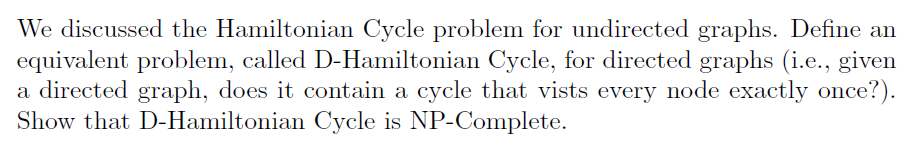 We discussed the Hamiltonian Cycle problem for undirected graphs. Define an
equivalent problem, called D-Hamiltonian Cycle, for directed graphs (i.e., given
a directed graph, does it contain a cycle that vists every node exactly once?).
Show that D-Hamiltonian Cycle is NP-Complete.